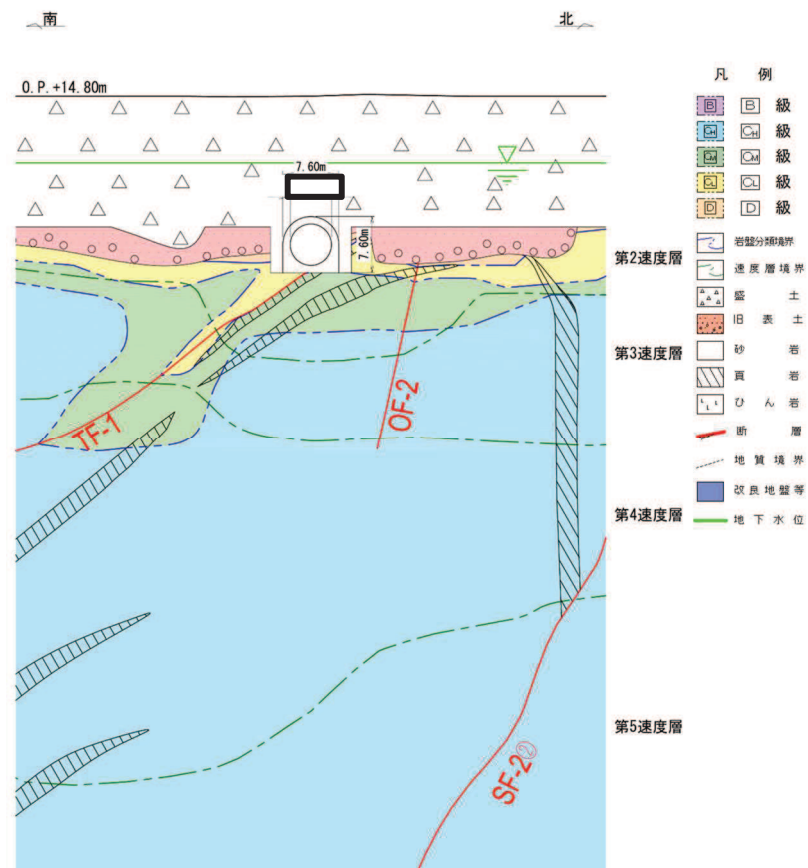 南
北
O.P.+14.80m
7.60m
7.60m
TF-1
OF-2
SF-2②
第2速度層
第3速度層
第4速度層
第5速度層
凡 例
B B 級
CH CH 級
CM CM 級
CL CL 級
D D 級
岩盤分類境界
速度層境界
盛 土
旧 表 土
砂 岩
頁 岩
ひ ん 岩
断 層
地 質 境 界
改 良 地 盤 等
地 下 水 位